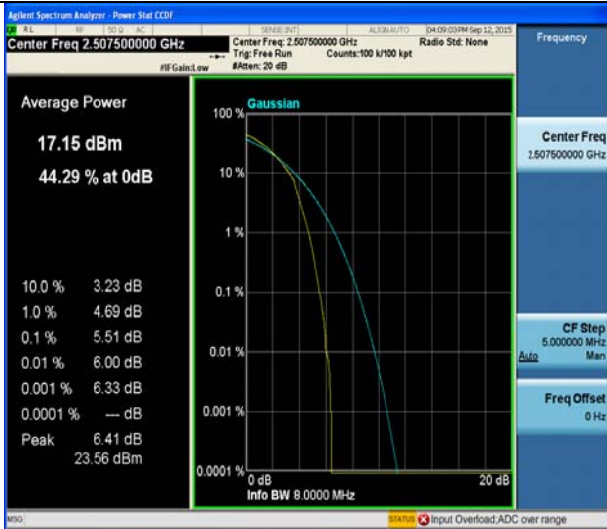 Agilent Spectrum Analyzer - Power Stat CCDF
RL RF 50 Ω AC SENSE:INT ALIGNAUTO 04:09:03PM Sep 12, 2015
Center Freq 2.507500000 GHz
Center Freq: 2.507500000 GHz
Radio Std: None
Trig: Free Run Counts:100 k/100 kpt
#IFGain:Low
#Atten: 20 dB
Frequency
Average Power
17.15 dBm
44.29 % at 0dB
10.0 % 3.23 dB
1.0 % 4.69 dB
0.1 % 5.51 dB
0.01 % 6.00 dB
0.001 % 6.33 dB
0.0001 % --- dB
Peak 6.41 dB
23.56 dBm
Gaussian
100 %
10 %
1 %
0.1 %
0.01 %
0.001 %
0.0001 %
0 dB 20 dB
Info BW 8.0000 MHz
Center Freq
2.507500000 GHz
CF Step
5.000000 MHz
Auto Man
Freq Offset
0 Hz
MSG
STATUS Input Overload;ADC over range